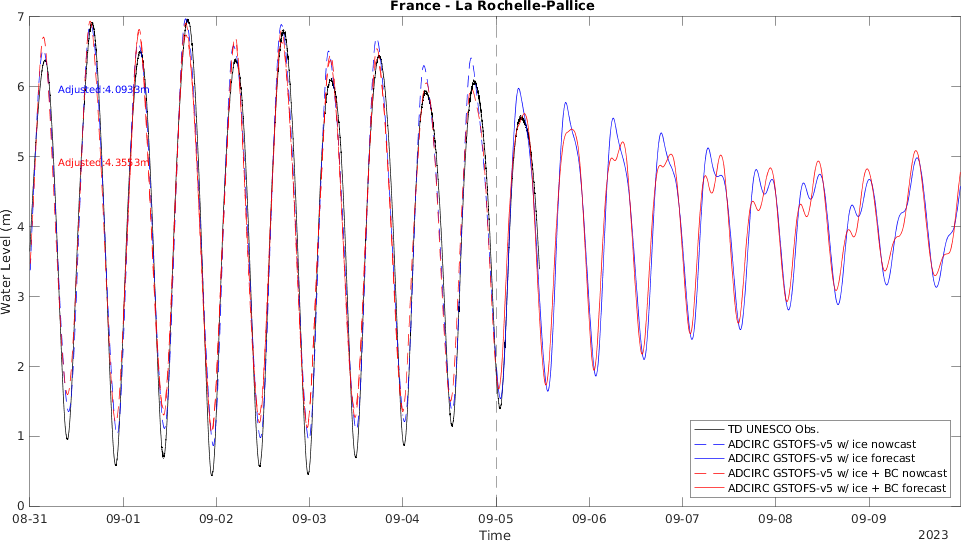 France - La Rochelle-Pallice
7
6
5
4
3
2
1
0
Water Level (m)
Adjusted:4.0933m
Adjusted:4.3553m
TD UNESCO Obs.
ADCIRC GSTOFS-v5 w/ ice nowcast
ADCIRC GSTOFS-v5 w/ ice forecast
ADCIRC GSTOFS-v5 w/ ice + BC nowcast
ADCIRC GSTOFS-v5 w/ ice + BC forecast
08-31 09-01 09-02 09-03 09-04 09-05 09-06 09-07 09-08 09-09
Time
2023